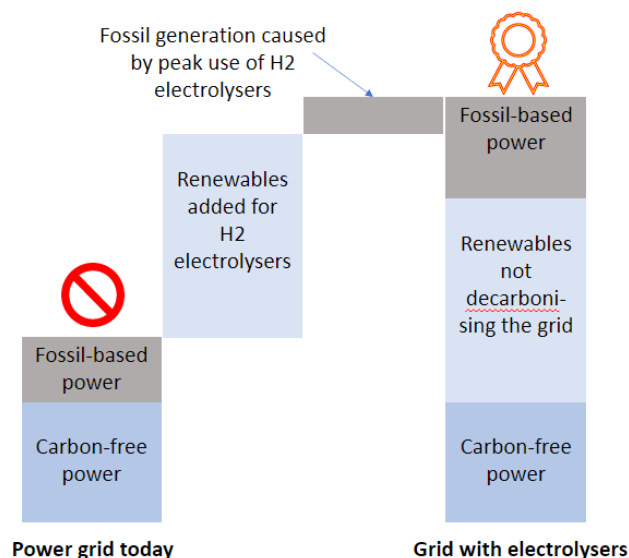 Fossil generation caused
by peak use of H2
electrolysers
Fossil-based
power
Renewables
added for
H2
electrolysers
Renewables
not
decarboni-
sing the grid
Fossil-based
power
Carbon-free
power
Carbon-free
power
Power grid today
Grid with electrolysers